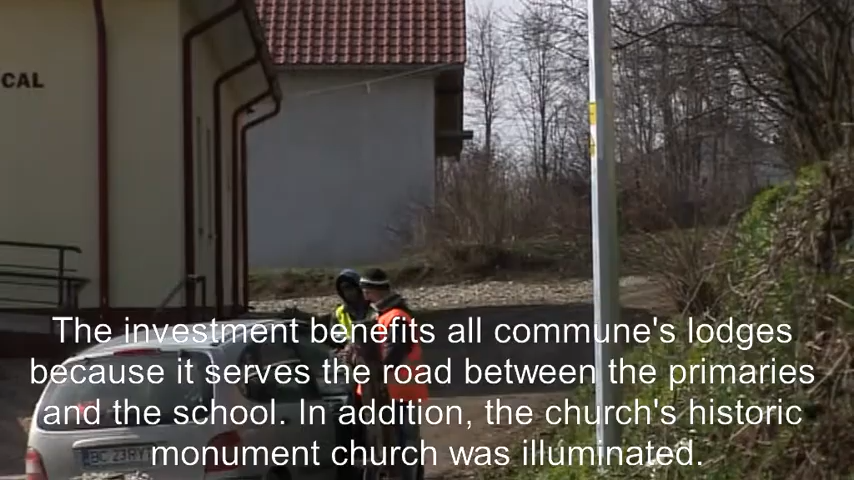 CAL
The investment benefits all commune's lodges
because it serves the road between the primaries
and the school. In addition, the church's historic
monument church was illuminated.